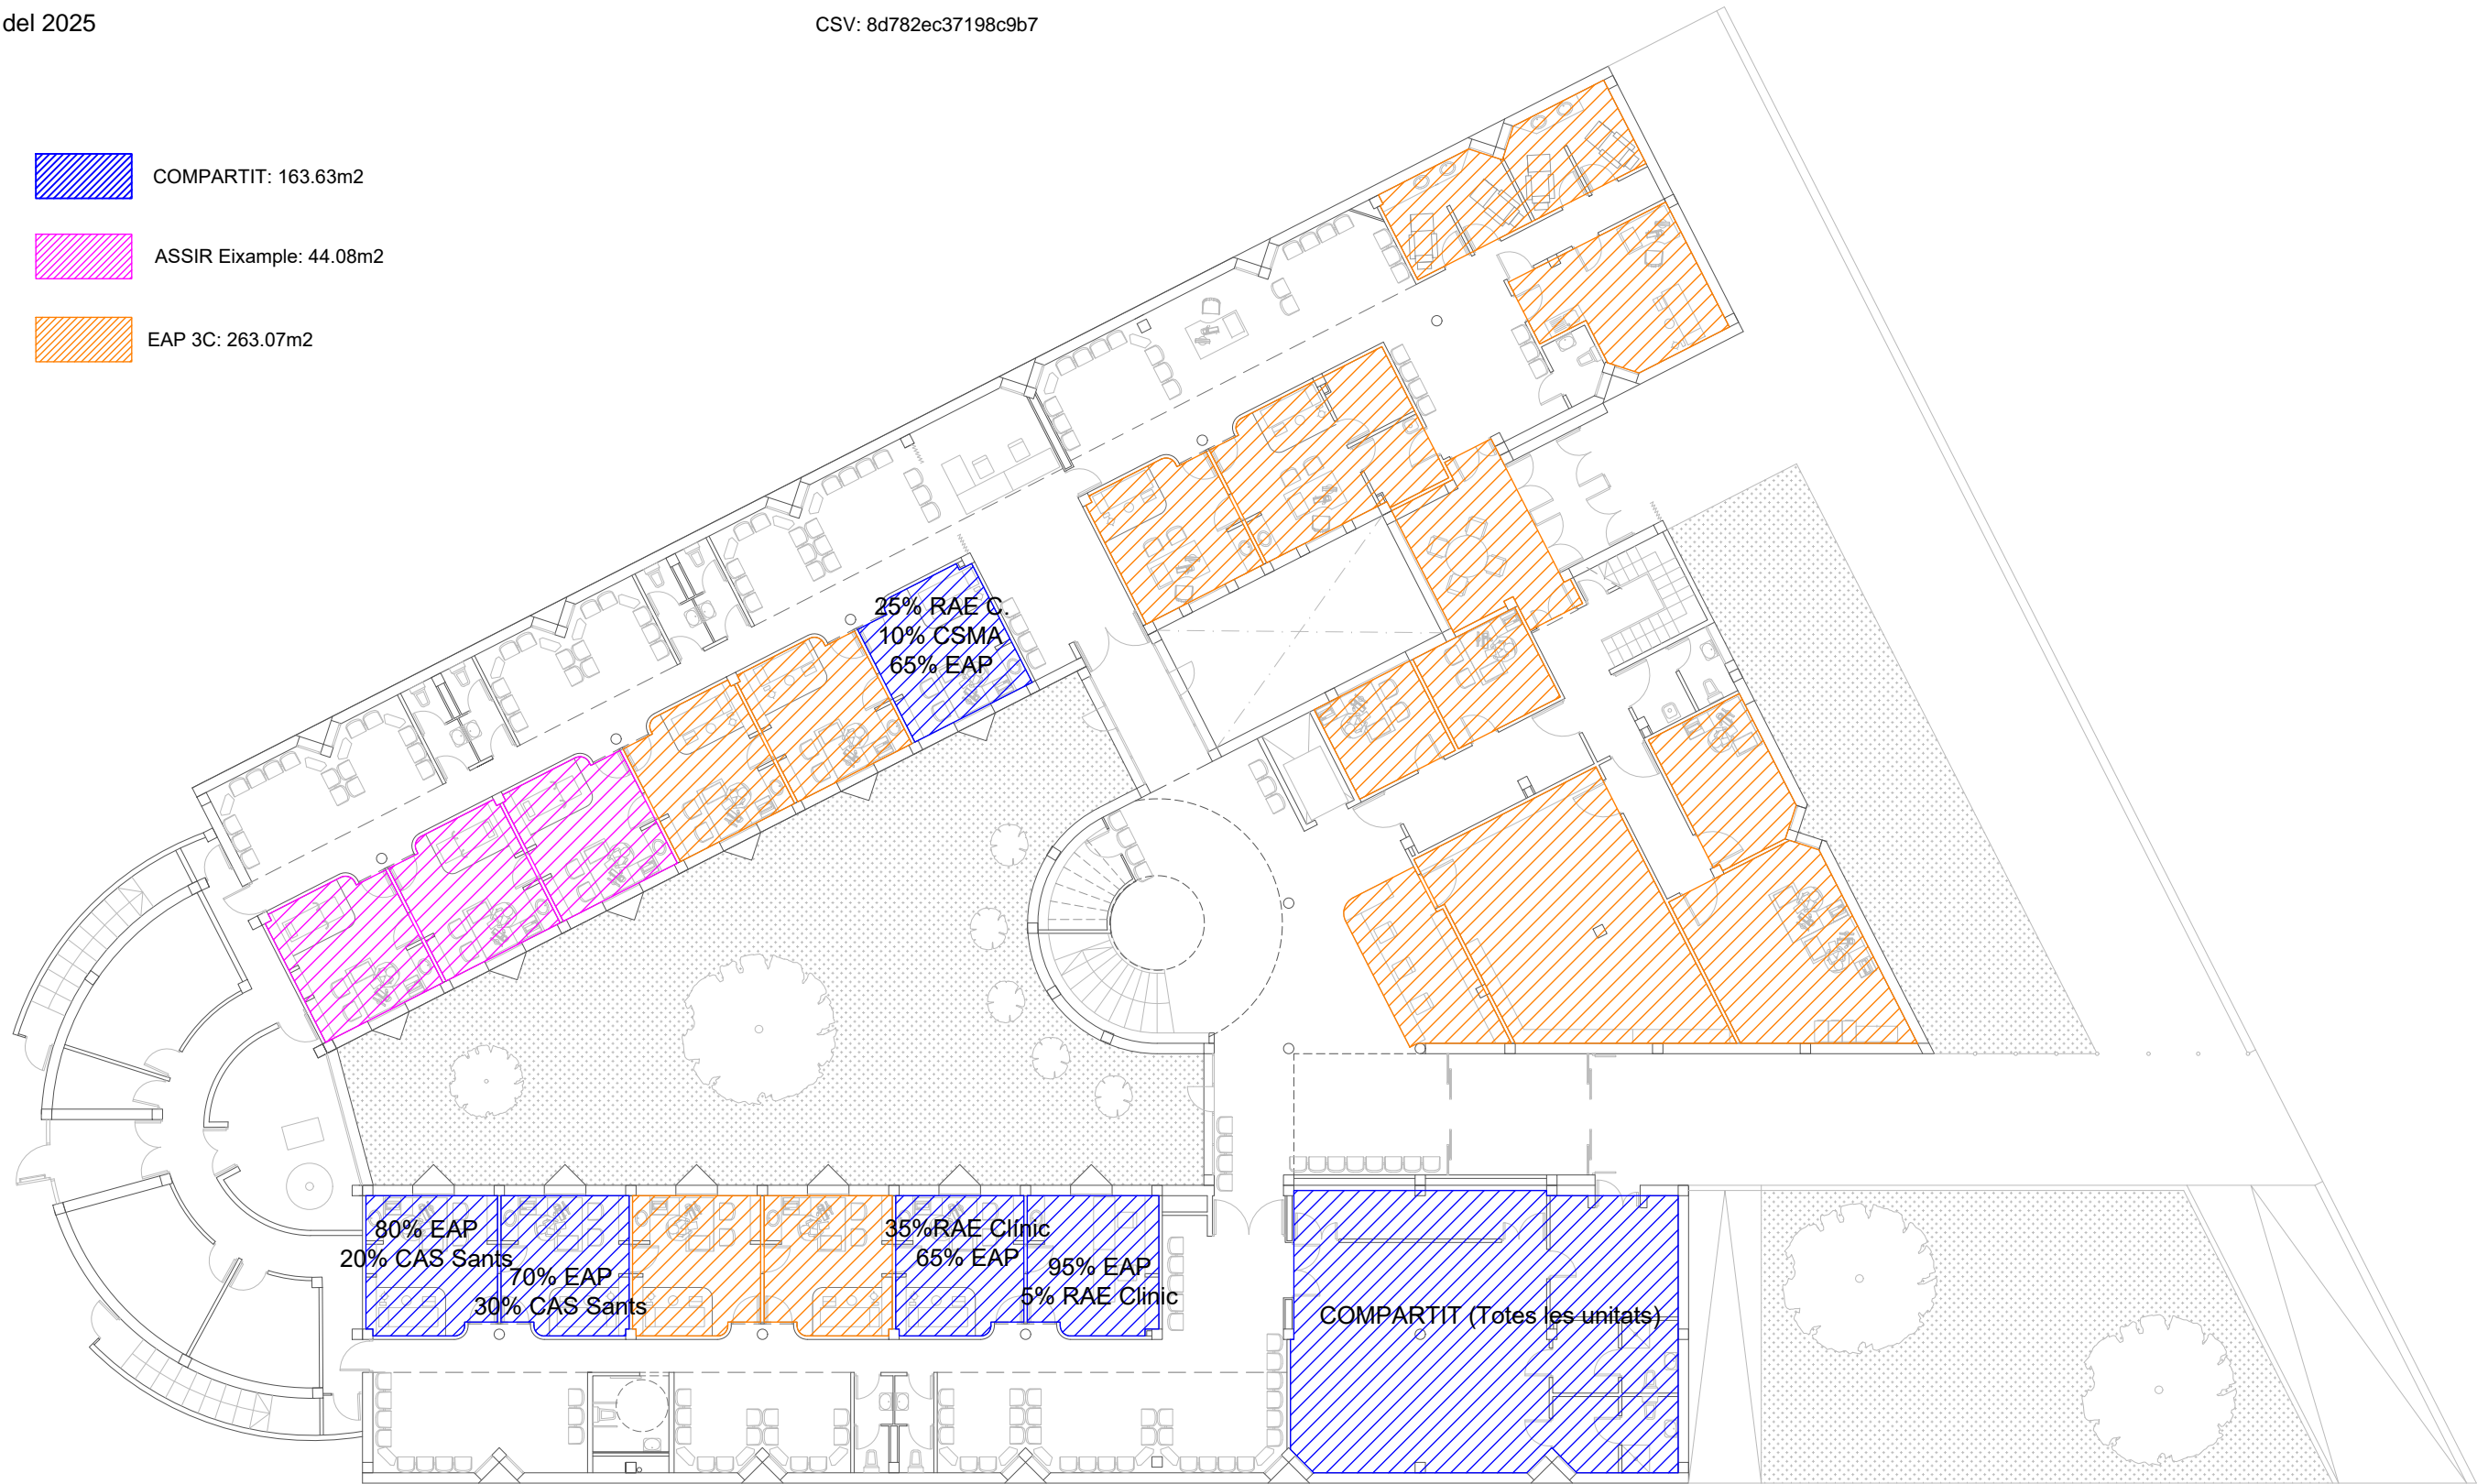 del 2025
CSV: 8d782ec37198c9b7
COMPARTIT: 163.63m2
ASSIR Eixample: 44.08m2
EAP 3C: 263.07m2
25% RAE C.
10% CSMA
65% EAP
80% EAP
20% CAS Sants
70% EAP
30% CAS Sants
35%RAE Clínic
65% EAP
95% EAP
5% RAE Clinic
COMPARTIT (Totes les unitats)